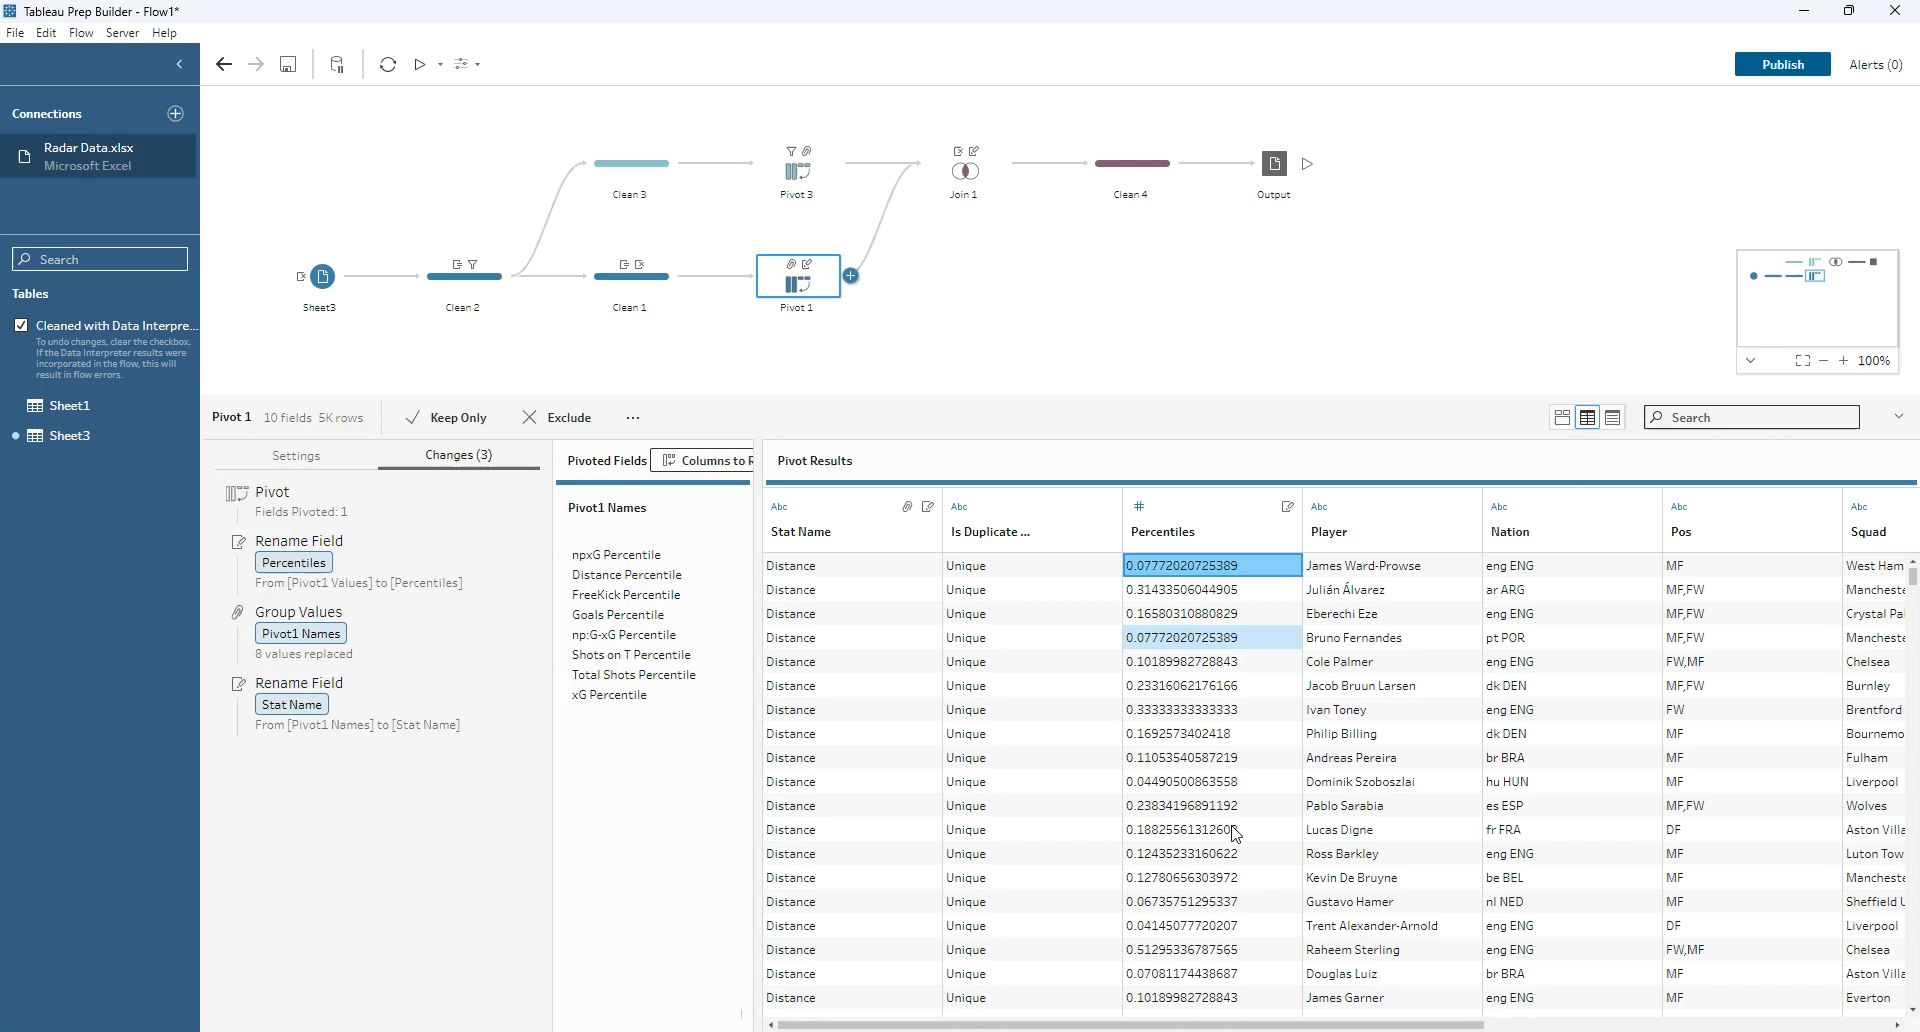 Tableau Prep Builder - Flow1*
File Edit Flow Server Help
Publish Alerts (0)
Connections
Radar Data.xlsx
Microsoft Excel
Search
Tables
Cleaned with Data Interpre...
To undo changes, clear the checkbox.
If the Data Interpreter results were
incorporated in the flow, this will
result in flow errors.
Sheet1
Sheet3
Clean 3
Pivot 3
Join 1
Clean 4
Output
Sheet3
Clean 2
Clean 1
Pivot 1
100%
Pivot 1 10 fields 5K rows Keep Only Exclude ... Search
Settings Changes (3)
Pivot
Fields Pivoted: 1
Rename Field
Percentiles
From [Pivot1 Values] to [Percentiles]
Group Values
Pivot1 Names
8 values replaced
Rename Field
Stat Name
From [Pivot1 Names] to [Stat Name]
Pivoted Fields Columns to R
Pivot1 Names
npxG Percentile
Distance Percentile
FreeKick Percentile
Goals Percentile
np:G-xG Percentile
Shots on T Percentile
Total Shots Percentile
xG Percentile
Pivot Results
Abc Abc # Abc Abc Abc Abc
Stat Name Is Duplicate ... Percentiles Player Nation Pos Squad
Distance Unique 0.07772020725389 James Ward-Prowse eng ENG MF West Ham
Distance Unique 0.31433506044905 Julián Álvarez ar ARG MF,FW Mancheste
Distance Unique 0.16580310880829 Eberechi Eze eng ENG MF,FW Crystal Pal
Distance Unique 0.07772020725389 Bruno Fernandes pt POR MF,FW Mancheste
Distance Unique 0.10189982728843 Cole Palmer eng ENG FW,MF Chelsea
Distance Unique 0.23316062176166 Jacob Bruun Larsen dk DEN MF,FW Burnley
Distance Unique 0.33333333333333 Ivan Toney eng ENG FW Brentford
Distance Unique 0.1692573402418 Philip Billing dk DEN MF Bournemo
Distance Unique 0.11053540587219 Andreas Pereira br BRA MF Fulham
Distance Unique 0.04490500863558 Dominik Szoboszlai hu HUN MF Liverpool
Distance Unique 0.23834196891192 Pablo Sarabia es ESP MF,FW Wolves
Distance Unique 0.1882556131260 Lucas Digne fr FRA DF Aston Villa
Distance Unique 0.12435233160622 Ross Barkley eng ENG MF Luton Tow
Distance Unique 0.12780656303972 Kevin De Bruyne be BEL MF Mancheste
Distance Unique 0.06735751295337 Gustavo Hamer nl NED MF Sheffield U
Distance Unique 0.04145077720207 Trent Alexander-Arnold eng ENG DF Liverpool
Distance Unique 0.51295336787565 Raheem Sterling eng ENG FW,MF Chelsea
Distance Unique 0.07081174438687 Douglas Luiz br BRA MF Aston Villa
Distance Unique 0.10189982728843 James Garner eng ENG MF Everton